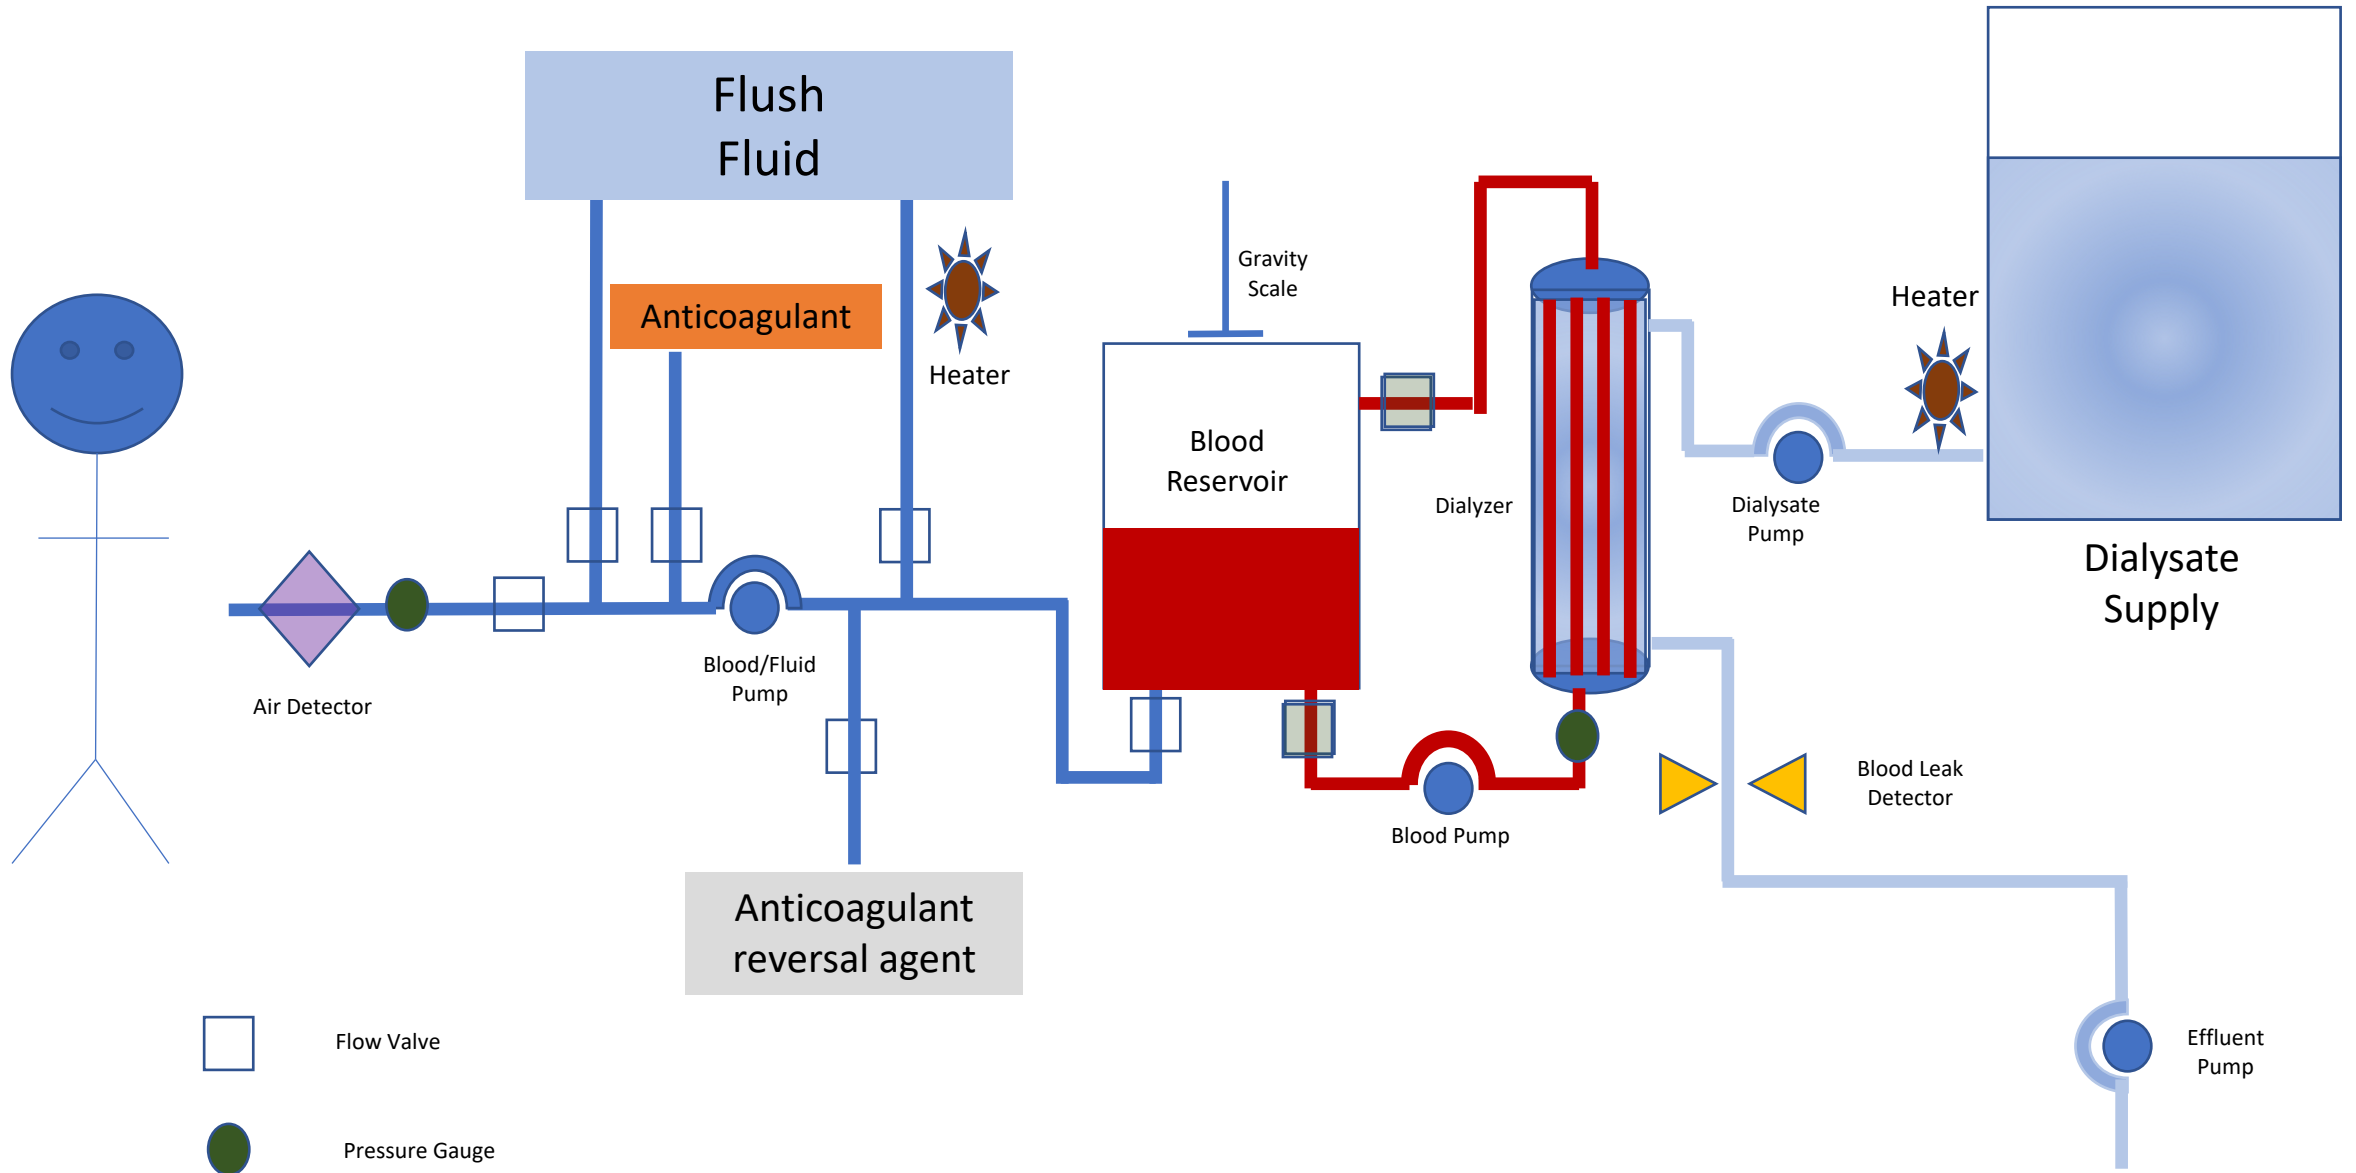 Flush
Fluid
Anticoagulant
Heater
Gravity
Scale
Heater
Blood
Reservoir
Dialyzer
Dialysate
Pump
Dialysate
Supply
Blood/Fluid
Pump
Air Detector
Blood Leak
Detector
Blood Pump
Anticoagulant
reversal agent
Flow Valve
Effluent
Pump
Pressure Gauge